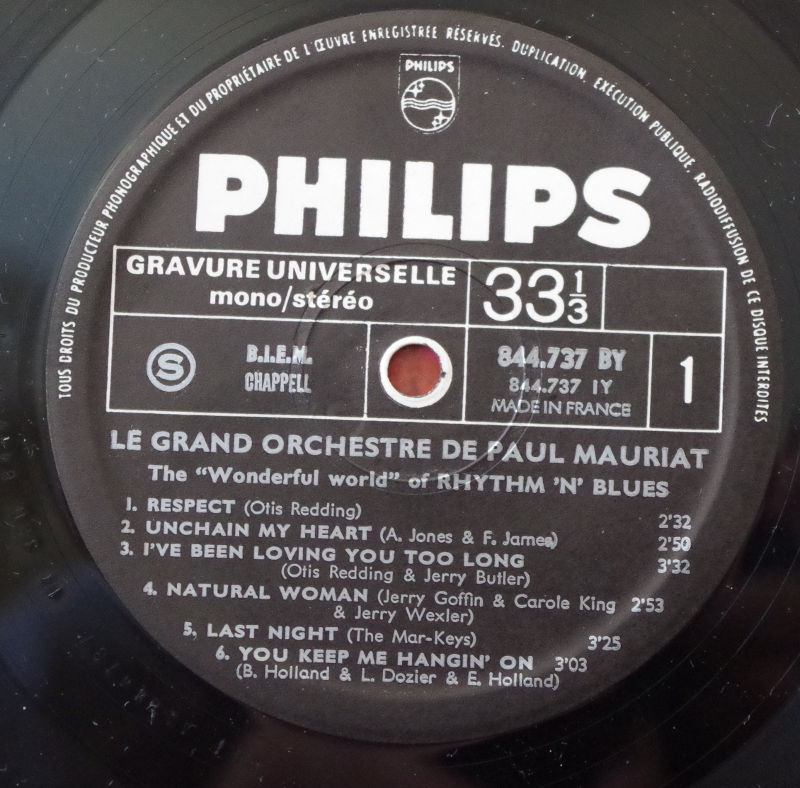 TOUS DROITS DU PRODUCTEUR PHONOGRAPHIQUE ET DU PROPRIÉTAIRE DE L'ŒUVRE ENREGISTRÉE RÉSERVÉS. DUPLICATION, EXÉCUTION PUBLIQUE, RADIODIFFUSION DE CE DISQUE INTERDITES
PHILIPS
PHILIPS
GRAVURE UNIVERSELLE
mono/stéréo
33 1/3
S
B.I.E.M.
CHAPPELL
844.737 BY
844.737 IY
MADE IN FRANCE
1
LE GRAND ORCHESTRE DE PAUL MAURIAT
The "Wonderful world" of RHYTHM 'N' BLUES
1. RESPECT (Otis Redding) 2'32
2. UNCHAIN MY HEART (A. Jones & F. James) 2'50
3. I'VE BEEN LOVING YOU TOO LONG
(Otis Redding & Jerry Butler) 3'32
4. NATURAL WOMAN (Jerry Goffin & Carole King 2'53
& Jerry Wexler)
5, LAST NIGHT (The Mar-Keys) 3'25
6. YOU KEEP ME HANGIN' ON 3'03
(B. Holland & L. Dozier & E. Holland)